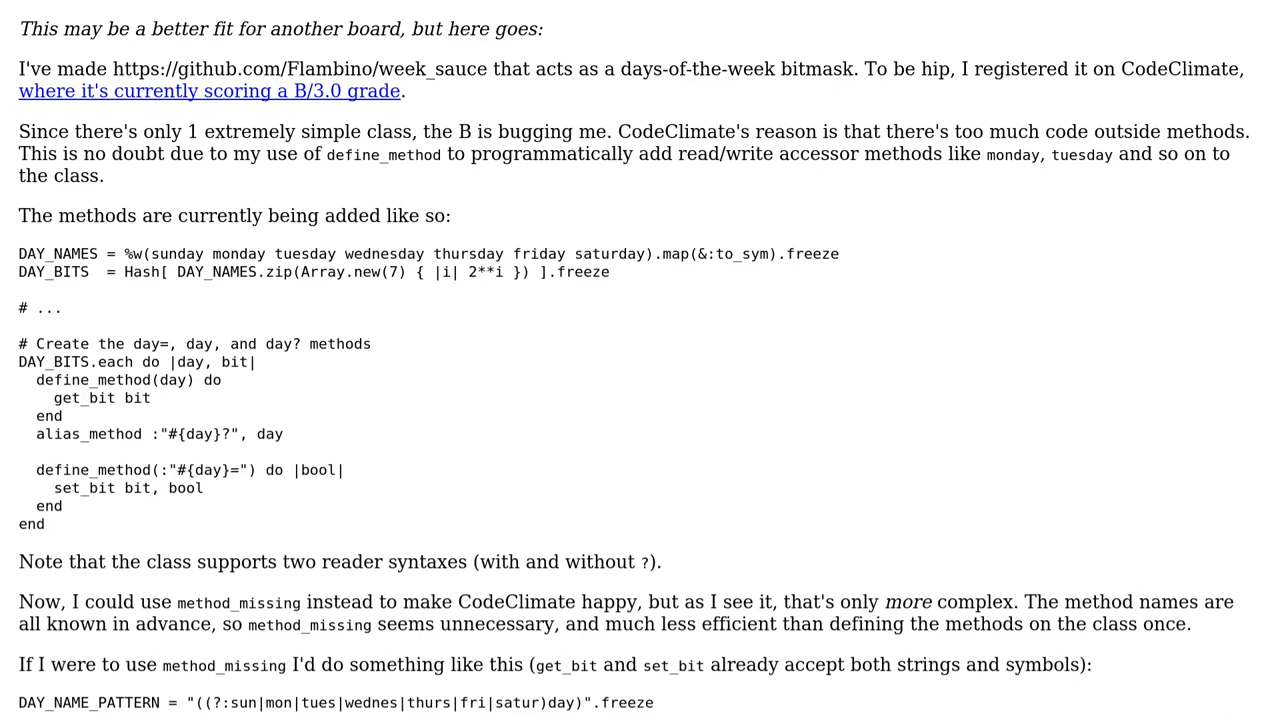 This may be a better fit for another board, but here goes:
I've made https://github.com/Flambino/week_sauce that acts as a days-of-the-week bitmask. To be hip, I registered it on CodeClimate,
where it's currently scoring a B/3.0 grade.
Since there's only 1 extremely simple class, the B is bugging me. CodeClimate's reason is that there's too much code outside methods.
This is no doubt due to my use of define_method to programmatically add read/write accessor methods like monday, tuesday and so on to
the class.
The methods are currently being added like so:
DAY_NAMES = %w(sunday monday tuesday wednesday thursday friday saturday).map(&:to_sym).freeze
DAY_BITS  = Hash[ DAY_NAMES.zip(Array.new(7) { |i| 2**i }) ].freeze
# ...
# Create the day=, day, and day? methods
DAY_BITS.each do |day, bit|
  define_method(day) do
    get_bit bit
  end
  alias_method :"#{day}?", day
  define_method(:"#{day}=") do |bool|
    set_bit bit, bool
  end
end
Note that the class supports two reader syntaxes (with and without ?).
Now, I could use method_missing instead to make CodeClimate happy, but as I see it, that's only more complex. The method names are
all known in advance, so method_missing seems unnecessary, and much less efficient than defining the methods on the class once.
If I were to use method_missing I'd do something like this (get_bit and set_bit already accept both strings and symbols):
DAY_NAME_PATTERN = "((?:sun|mon|tues|wednes|thurs|fri|satur)day)".freeze